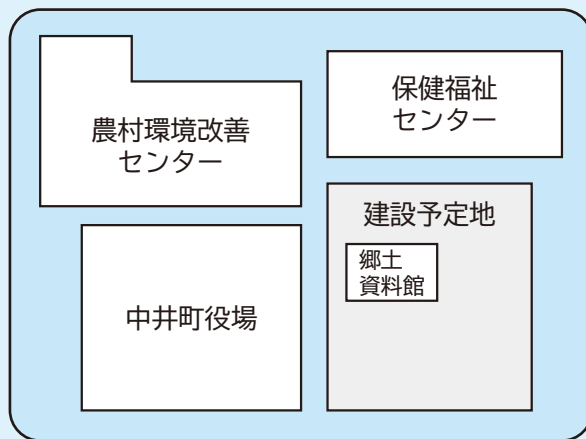 農村環境改善
センター
保健福祉
センター
中井町役場
建設予定地
郷土
資料館